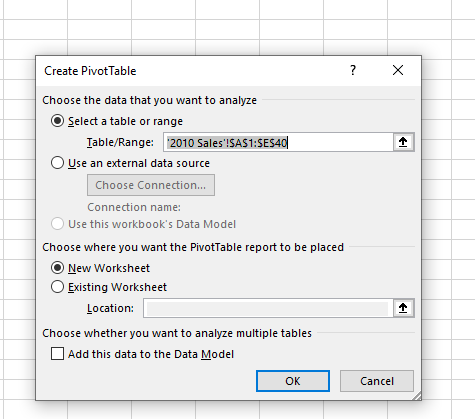 Create PivotTable ? ×
Choose the data that you want to analyze
Select a table or range
Table/Range: '2010 Sales'!$A$1:$E$40
Use an external data source
Choose Connection...
Connection name:
Use this workbook's Data Model
Choose where you want the PivotTable report to be placed
New Worksheet
Existing Worksheet
Location:
Choose whether you want to analyze multiple tables
Add this data to the Data Model
OK Cancel